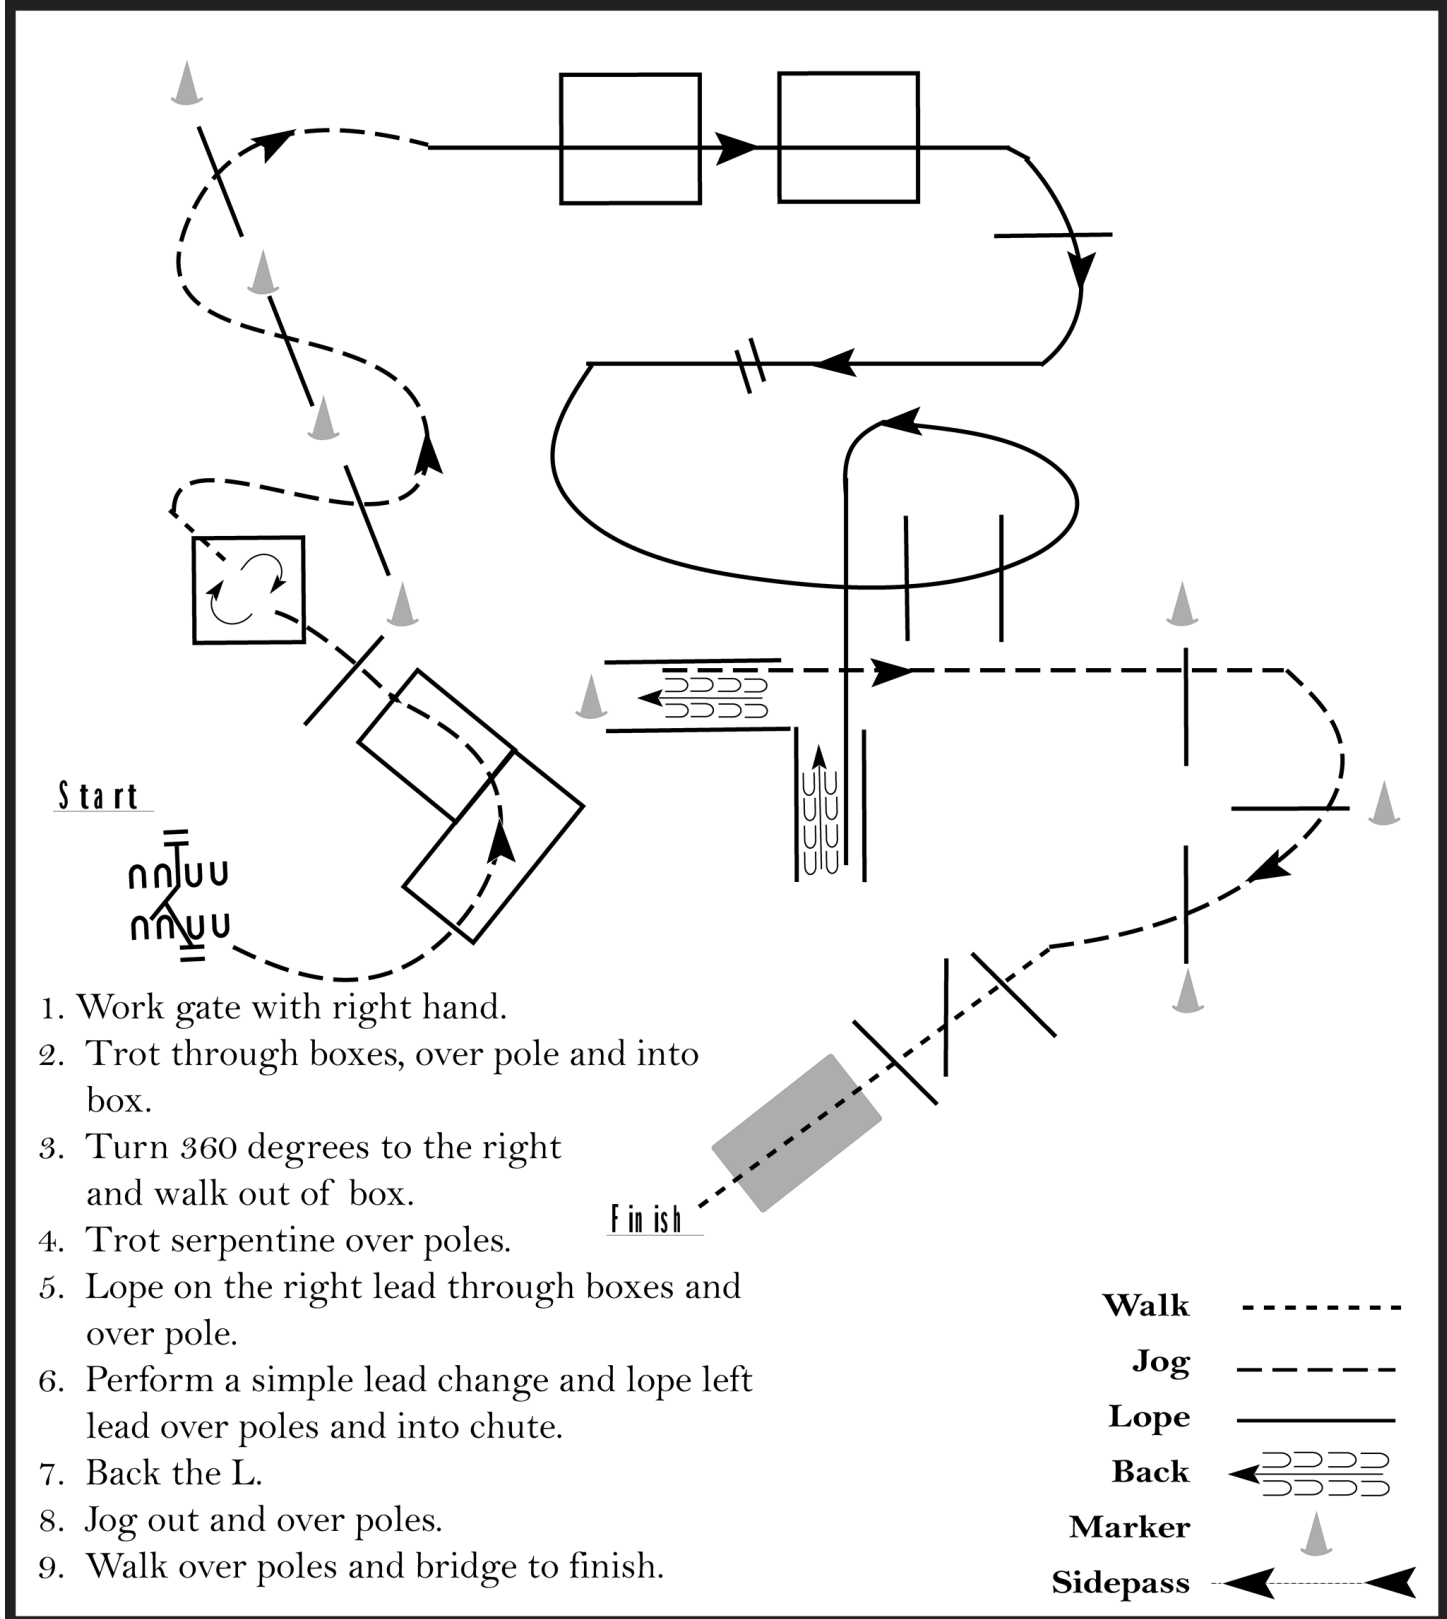 Start
1. Work gate with right hand.
2. Trot through boxes, over pole and into
box.
3. Turn 360 degrees to the right
and walk out of box.
4. Trot serpentine over poles.
5. Lope on the right lead through boxes and
over pole.
6. Perform a simple lead change and lope left
lead over poles and into chute.
7. Back the L.
8. Jog out and over poles.
9. Walk over poles and bridge to finish.
Finish
Walk
Jog
Lope
Back
Marker
Sidepass